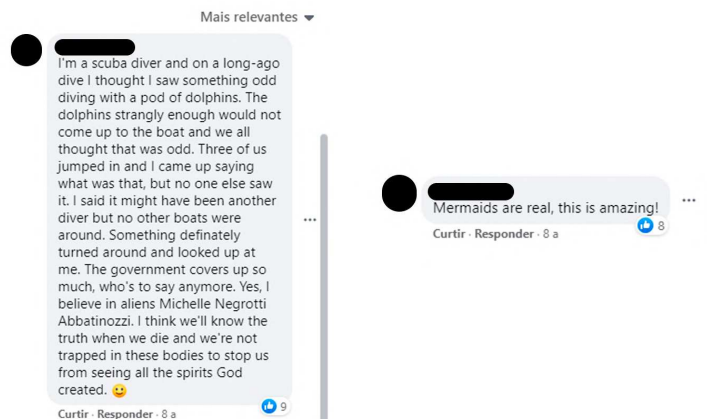 Mais relevantes
I'm a scuba diver and on a long-ago
dive I thought I saw something odd
diving with a pod of dolphins. The
dolphins strangly enough would not
come up to the boat and we all
thought that was odd. Three of us
jumped in and I came up saying
what was that, but no one else saw
it. I said it might have been another
diver but no other boats were
around. Something definately
turned around and looked up at
me. The government covers up so
much, who's to say anymore. Yes, I
believe in aliens Michelle Negrotti
Abbatinozzi. I think we'll know the
truth when we die and we're not
trapped in these bodies to stop us
from seeing all the spirits God
created. 🙂
9
Curtir · Responder · 8 a
Mermaids are real, this is amazing!
8
Curtir · Responder · 8 a